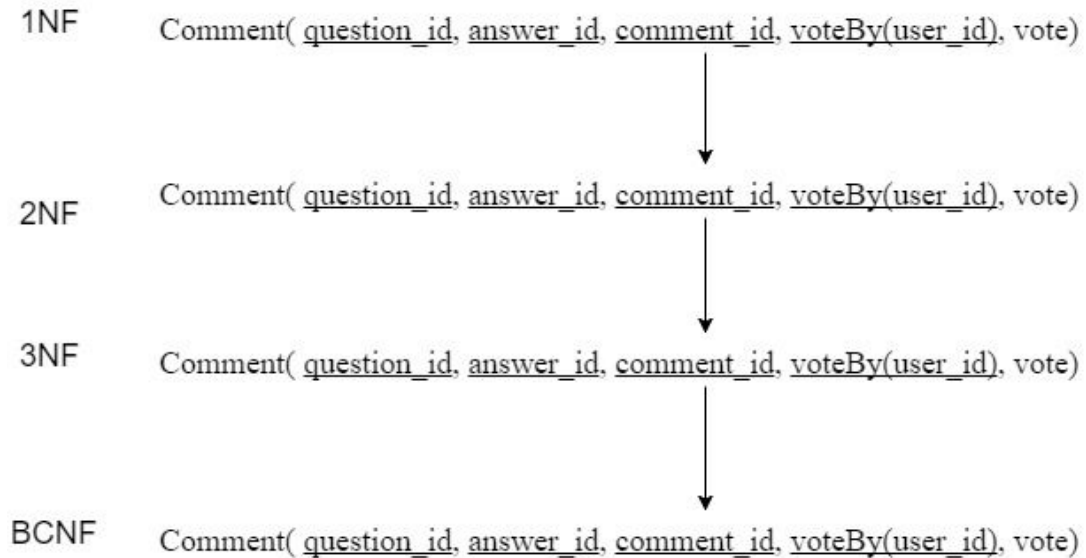 1NF Comment( question_id, answer_id, comment_id, voteBy(user_id), vote)
2NF Comment( question_id, answer_id, comment_id, voteBy(user_id), vote)
3NF Comment( question_id, answer_id, comment_id, voteBy(user_id), vote)
BCNF Comment( question_id, answer_id, comment_id, voteBy(user_id), vote)